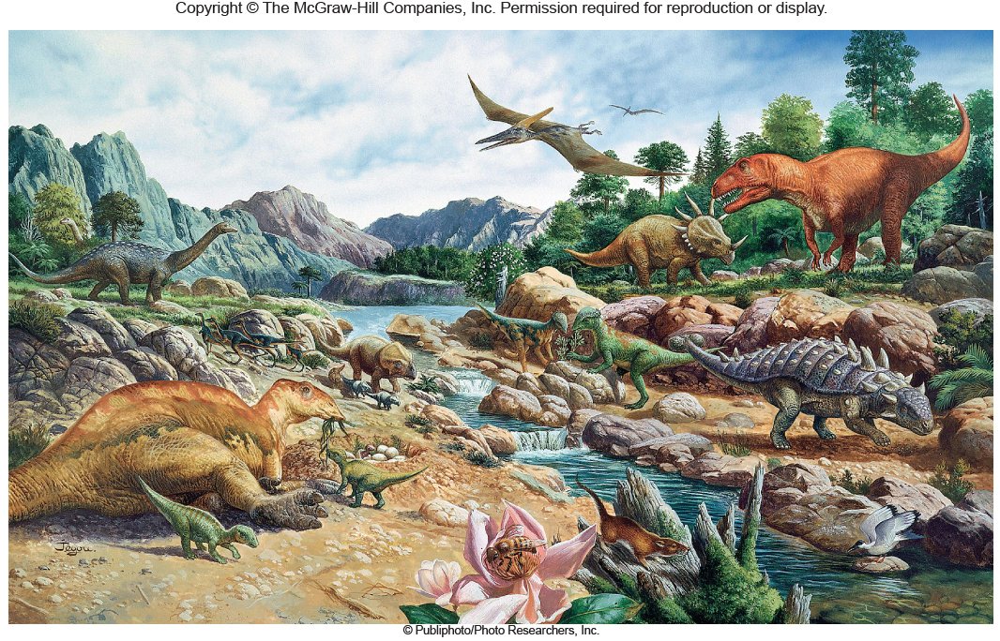 Copyright © The McGraw-Hill Companies, Inc. Permission required for reproduction or display.
© Publiphoto/Photo Researchers, Inc.